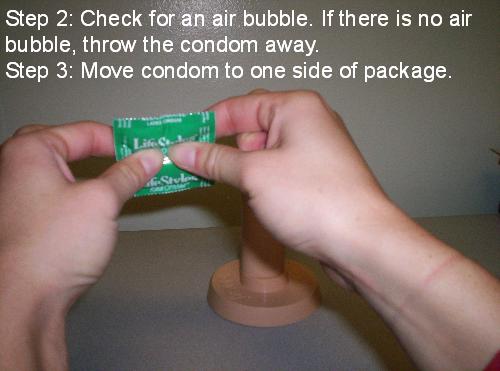 Step 2: Check for an air bubble. If there is no air
bubble, throw the condom away.
Step 3: Move condom to one side of package.
LifeStyles
LifeStyles